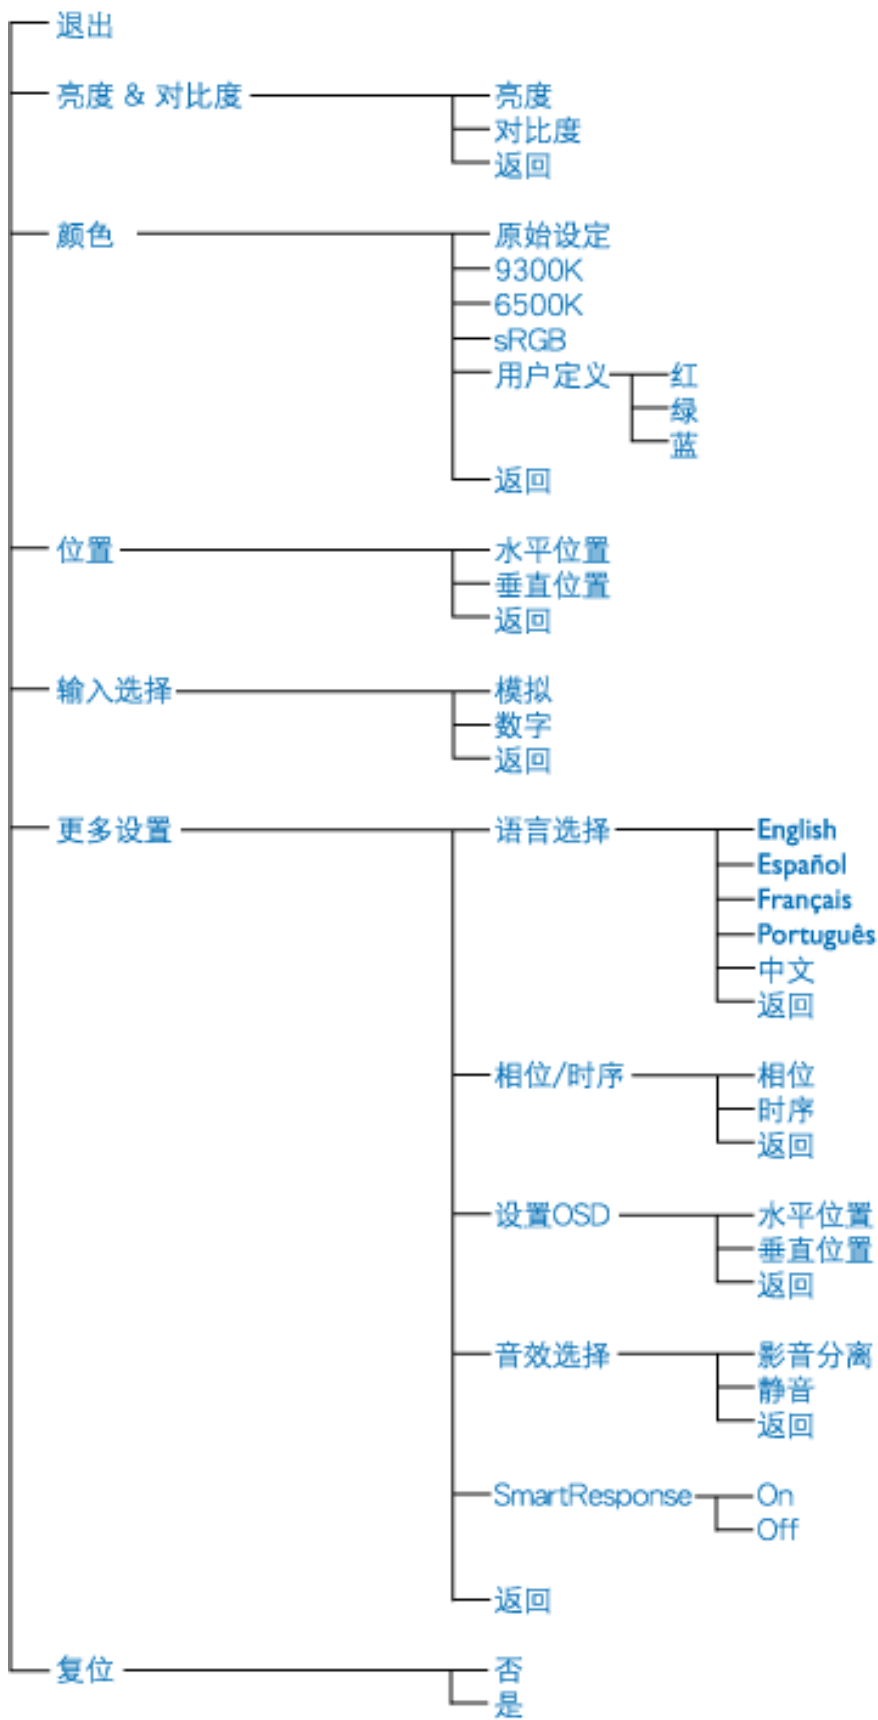 退出
亮度 & 对比度
亮度
对比度
返回
颜色
原始设定
9300K
6500K
sRGB
用户定义
红
绿
蓝
返回
位置
水平位置
垂直位置
返回
输入选择
模拟
数字
返回
更多设置
语言选择
English
Español
Français
Português
中文
返回
相位/时序
相位
时序
返回
设置OSD
水平位置
垂直位置
返回
音效选择
影音分离
静音
返回
SmartResponse
On
Off
返回
复位
否
是